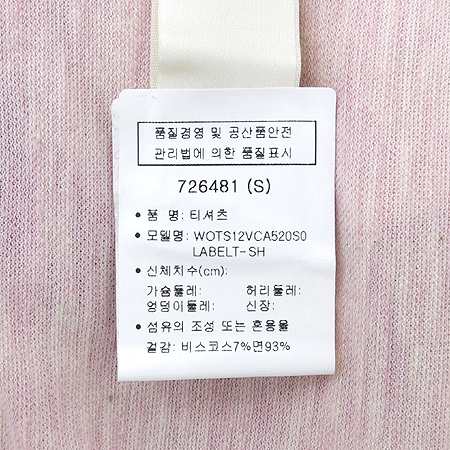 품질경영 및 공산품안전
관리법에 의한 품질표시
726481 (S)
• 품 명: 티셔츠
• 모델명: WOTS12VCA520S0
LABELT-SH
• 신체치수(cm):
가슴둘레: 허리둘레:
엉덩이둘레: 신장:
• 섬유의 조성 또는 혼용율
겉감: 비스코스7%면93%